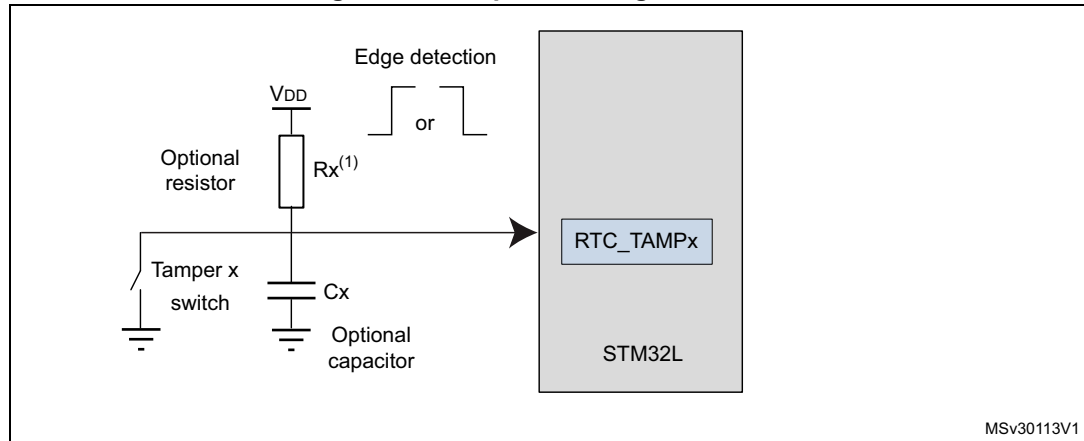 Edge detection
VDD
or
Optional
resistor
Rx(1)
RTC_TAMPx
Tamper x
switch
Cx
Optional
capacitor
STM32L
MSv30113V1